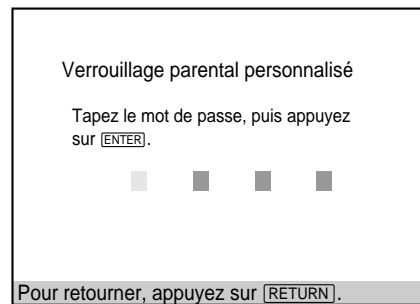 Verrouillage parental personnalisé
Tapez le mot de passe, puis appuyez
sur ENTER.
Pour retourner, appuyez sur RETURN.